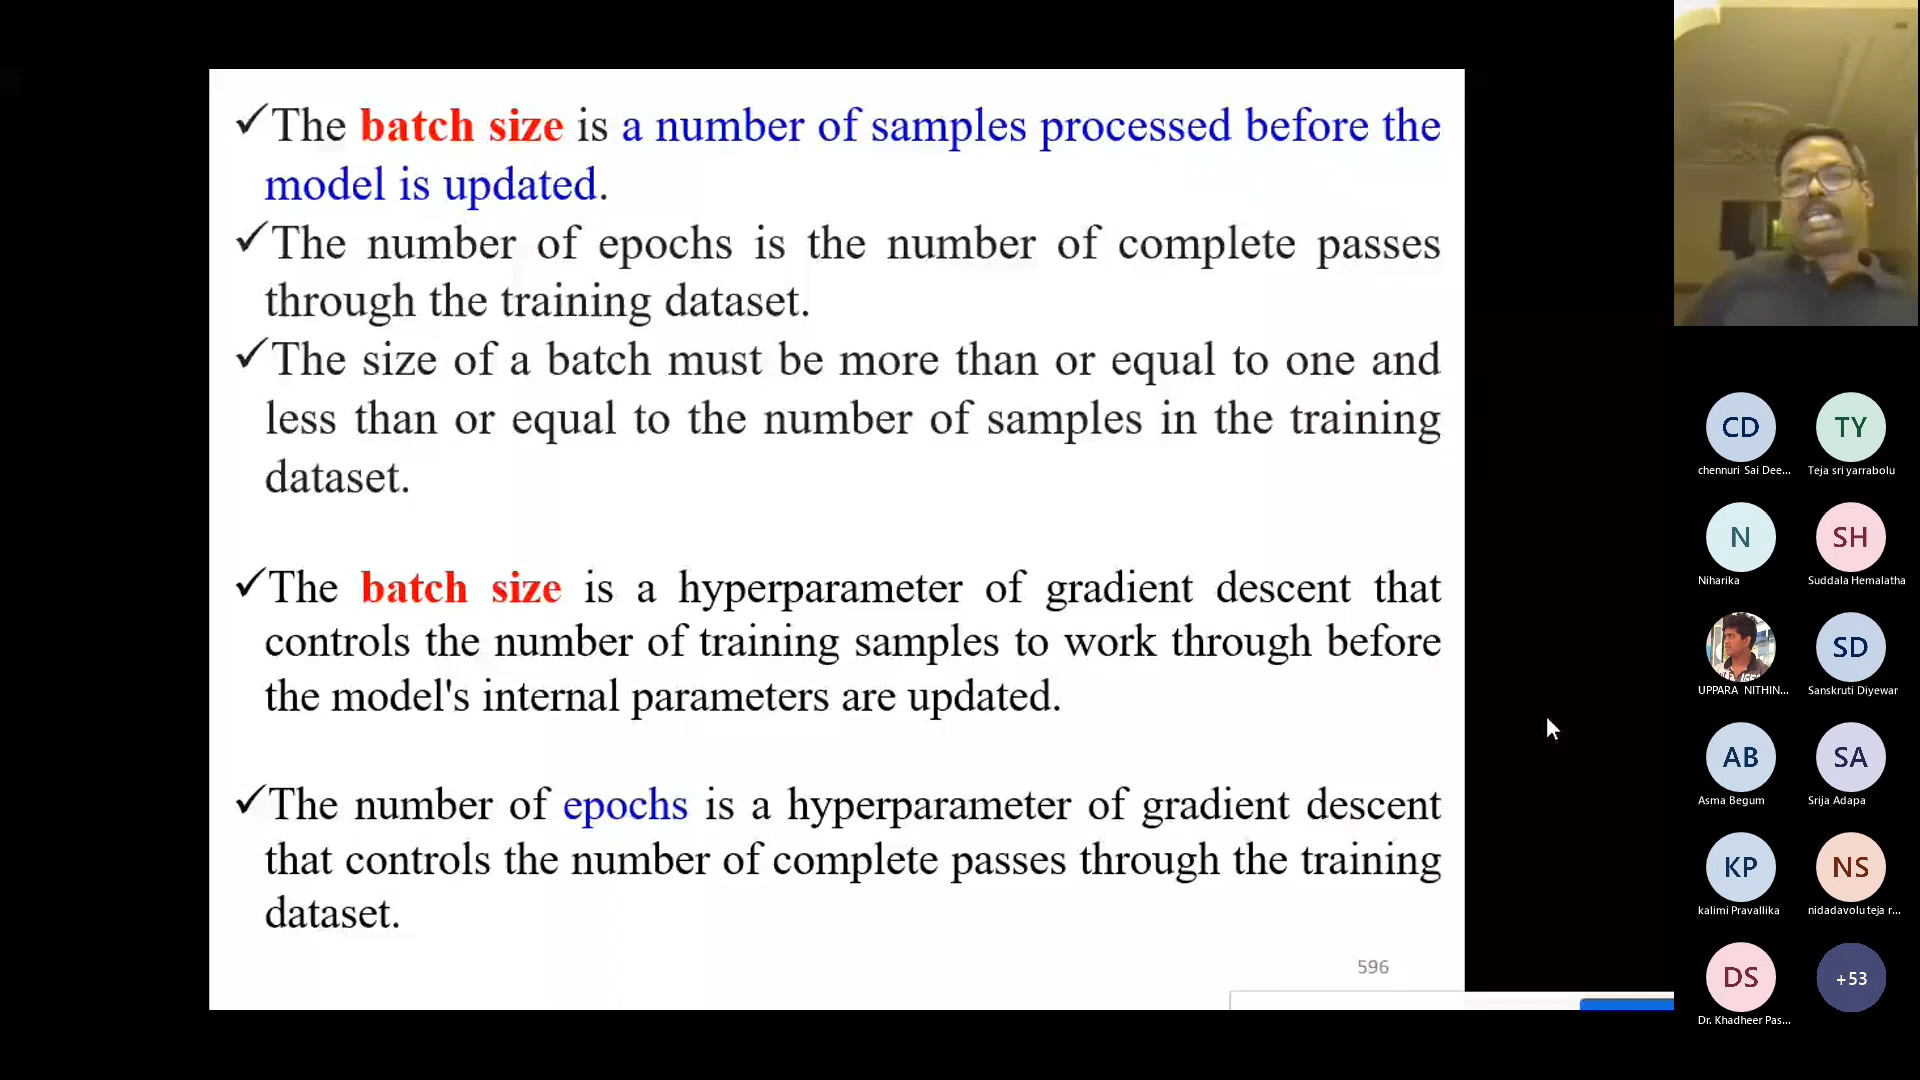 ✓The batch size is a number of samples processed before the
model is updated.
✓The number of epochs is the number of complete passes
through the training dataset.
✓The size of a batch must be more than or equal to one and
less than or equal to the number of samples in the training
dataset.
✓The batch size is a hyperparameter of gradient descent that
controls the number of training samples to work through before
the model's internal parameters are updated.
✓The number of epochs is a hyperparameter of gradient descent
that controls the number of complete passes through the training
dataset.
596
CD TY
chennuri Sai Dee... Teja sri yarrabolu
N SH
Niharika Suddala Hemalatha
SD
UPPARA NITHIN... Sanskruti Diyewar
AB SA
Asma Begum Srija Adapa
KP NS
kalimi Pravallika nidadavolu teja r...
DS +53
Dr. Khadheer Pas...